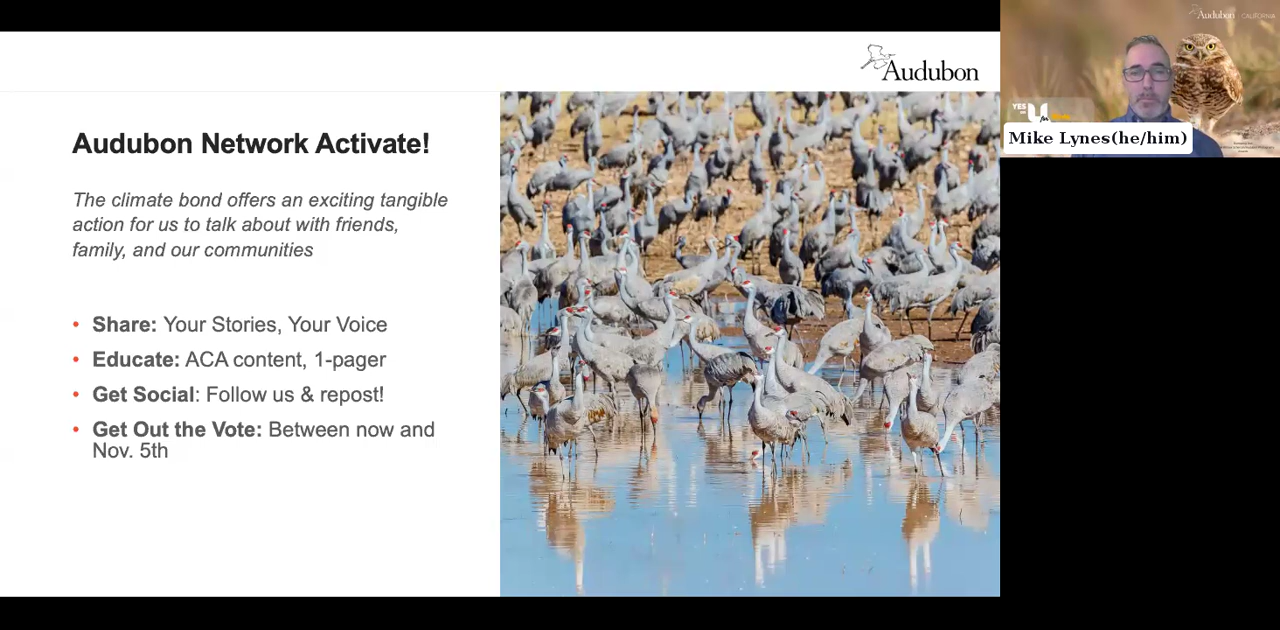 Audubon
Audubon Network Activate!
The climate bond offers an exciting tangible
action for us to talk about with friends,
family, and our communities
• Share: Your Stories, Your Voice
• Educate: ACA content, 1-pager
• Get Social: Follow us & repost!
• Get Out the Vote: Between now and
Nov. 5th
Audubon CALIFORNIA
YES
U
Mike Lynes(he/him)